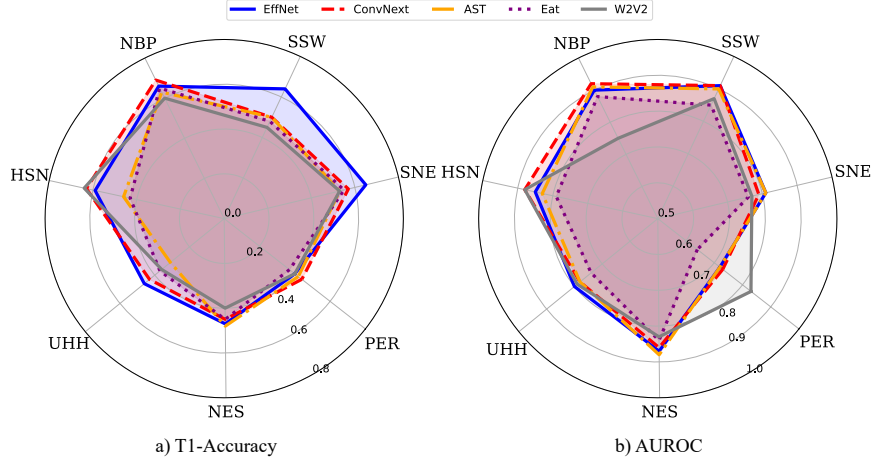 EffNet ConvNext AST Eat W2V2
NBP SSW
HSN SNE
UHH PER
NES
0.0
0.2
0.4
0.6
0.8
a) T1-Accuracy
NBP SSW
HSN SNE
UHH PER
NES
0.5
0.6
0.7
0.8
0.9
1.0
b) AUROC